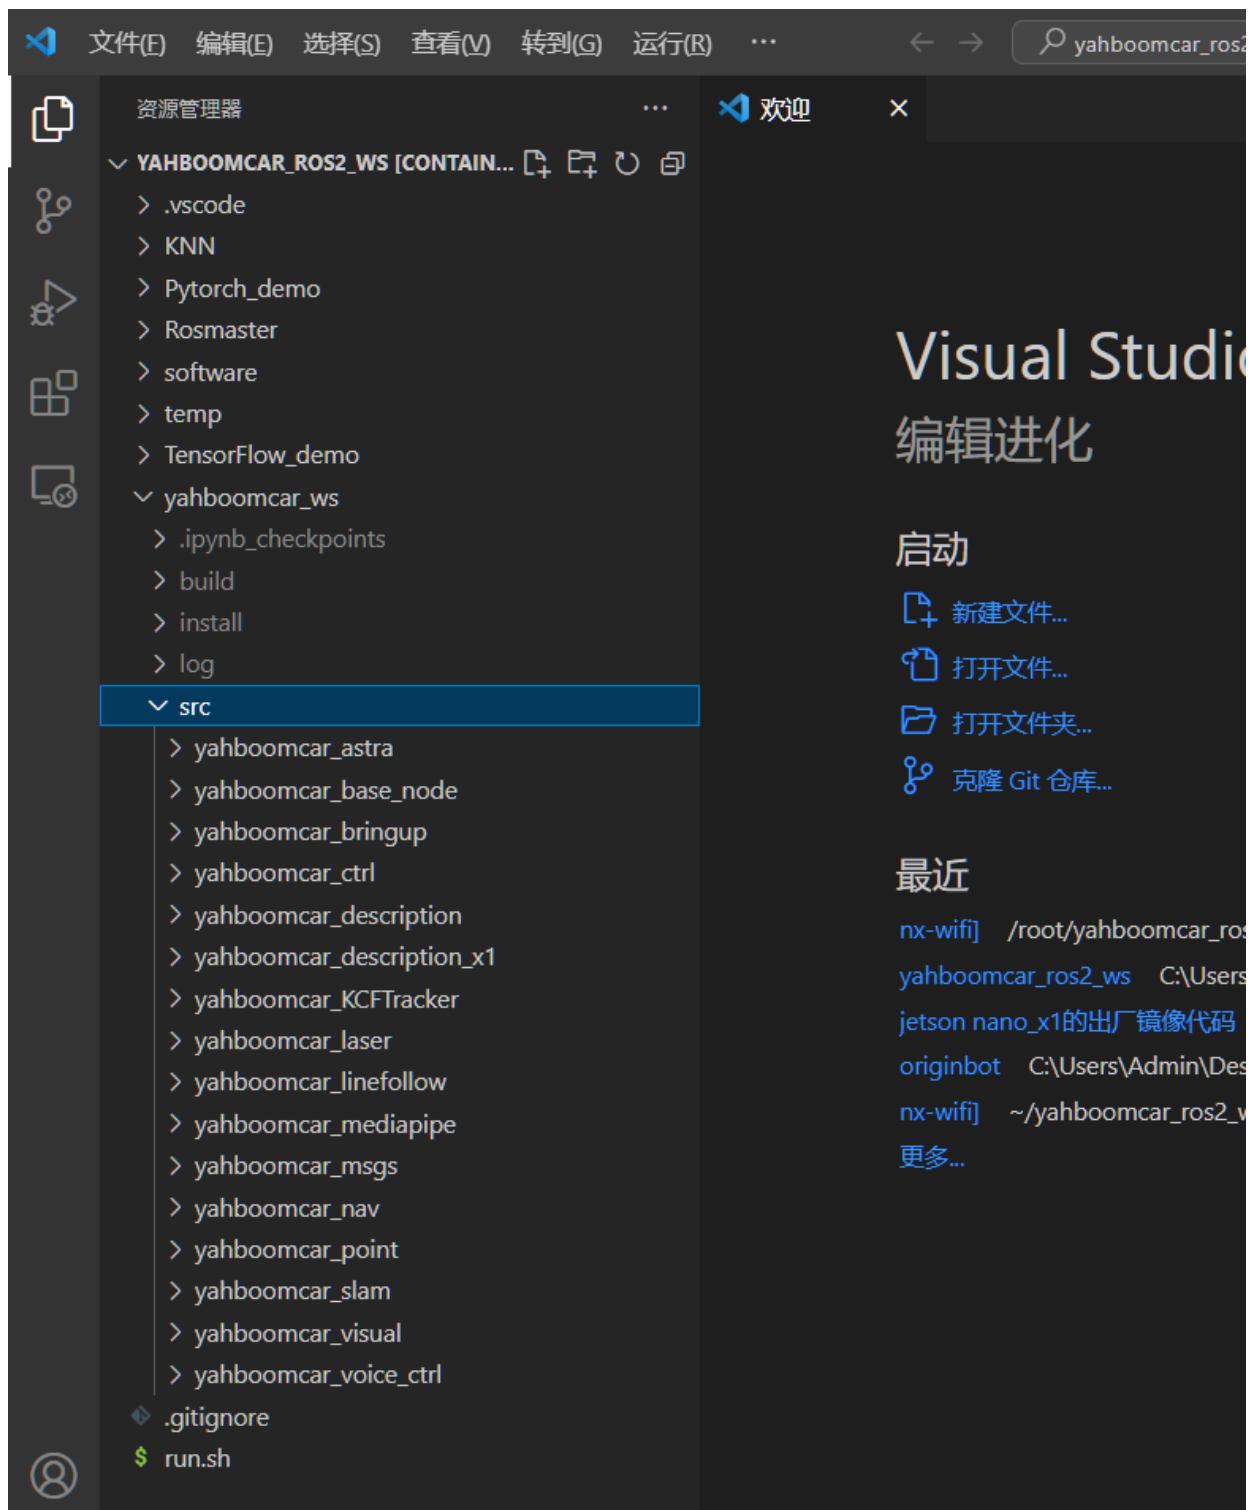 文件(F) 编辑(E) 选择(S) 查看(V) 转到(G) 运行(R) ··· yahboomcar_ros2
资源管理器 ···
欢迎
YAHBOOMCAR_ROS2_WS [CONTAIN...
.vscode
KNN
Pytorch_demo
Rosmaster
software
temp
TensorFlow_demo
yahboomcar_ws
.ipynb_checkpoints
build
install
log
src
yahboomcar_astra
yahboomcar_base_node
yahboomcar_bringup
yahboomcar_ctrl
yahboomcar_description
yahboomcar_description_x1
yahboomcar_KCFTracker
yahboomcar_laser
yahboomcar_linefollow
yahboomcar_mediapipe
yahboomcar_msgs
yahboomcar_nav
yahboomcar_point
yahboomcar_slam
yahboomcar_visual
yahboomcar_voice_ctrl
.gitignore
run.sh
Visual Studio
编辑进化
启动
新建文件...
打开文件...
打开文件夹...
克隆 Git 仓库...
最近
nx-wifi] /root/yahboomcar_ros
yahboomcar_ros2_ws C:\Users
jetson nano_x1的出厂镜像代码
originbot C:\Users\Admin\Des
nx-wifi] ~/yahboomcar_ros2_w
更多...